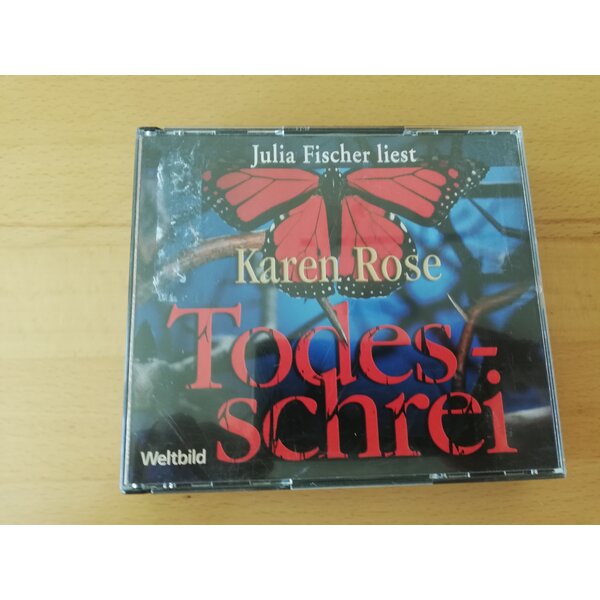 Julia Fischer liest
Karen Rose
Todes-
schrei
Weltbild